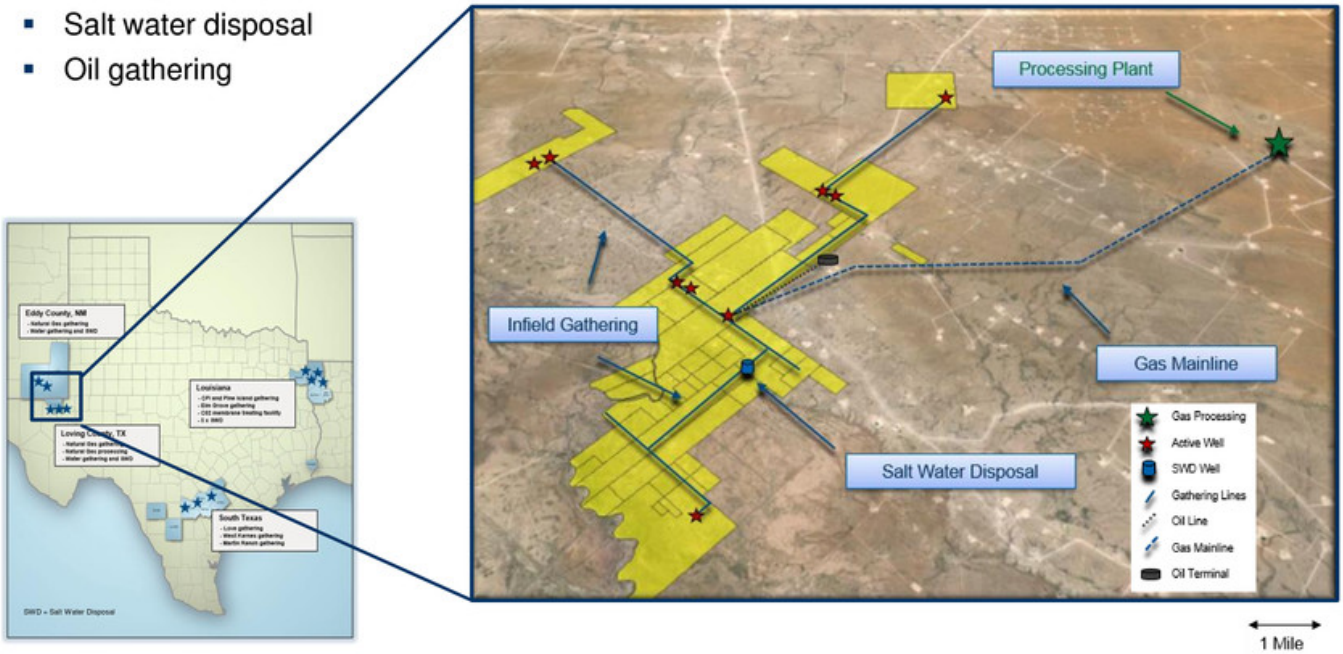 Salt water disposal
Oil gathering
Eddy County, NM
- Natural Gas gathering
- Water gathering and SWD
Loving County, TX
- Natural Gas gathering
- Natural Gas processing
- Water gathering and SWD
Louisiana
- CPI and Pine Island gathering
- Elm Grove gathering
- CO2 membrane treating facility
SWD
South Texas
- Love gathering
- West Karnes gathering
- Martin Ranch gathering
SWD = Salt Water Disposal
Processing Plant
Infield Gathering
Gas Mainline
Salt Water Disposal
Gas Processing
Active Well
SWD Well
Gathering Lines
Oil Line
Gas Mainline
Oil Terminal
1 Mile